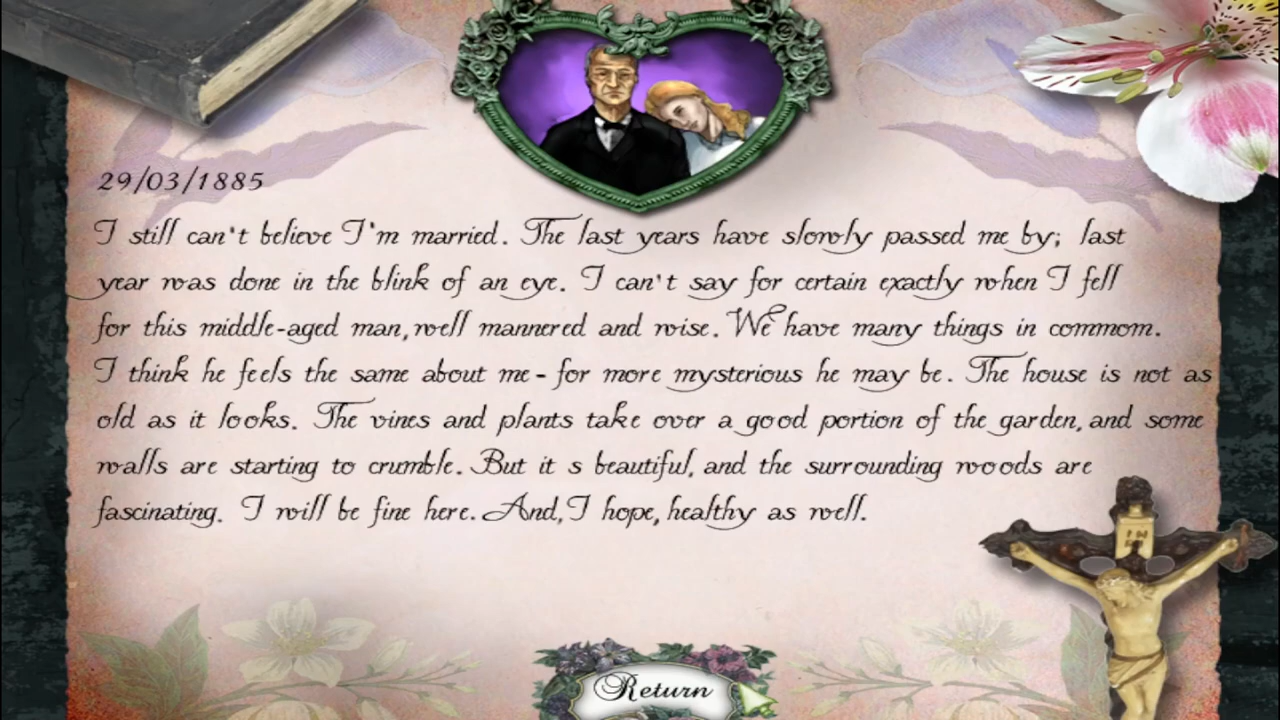 29/03/1885
I still can't believe I'm married. The last years have slowly passed me by; last
year was done in the blink of an eye. I can't say for certain exactly when I fell
for this middle-aged man, well mannered and wise. We have many things in commom.
I think he feels the same about me - for more mysterious he may be. The house is not as
old as it looks. The vines and plants take over a good portion of the garden, and some
walls are starting to crumble. But it s beautiful, and the surrounding woods are
fascinating. I will be fine here. And, I hope, healthy as well.
Return